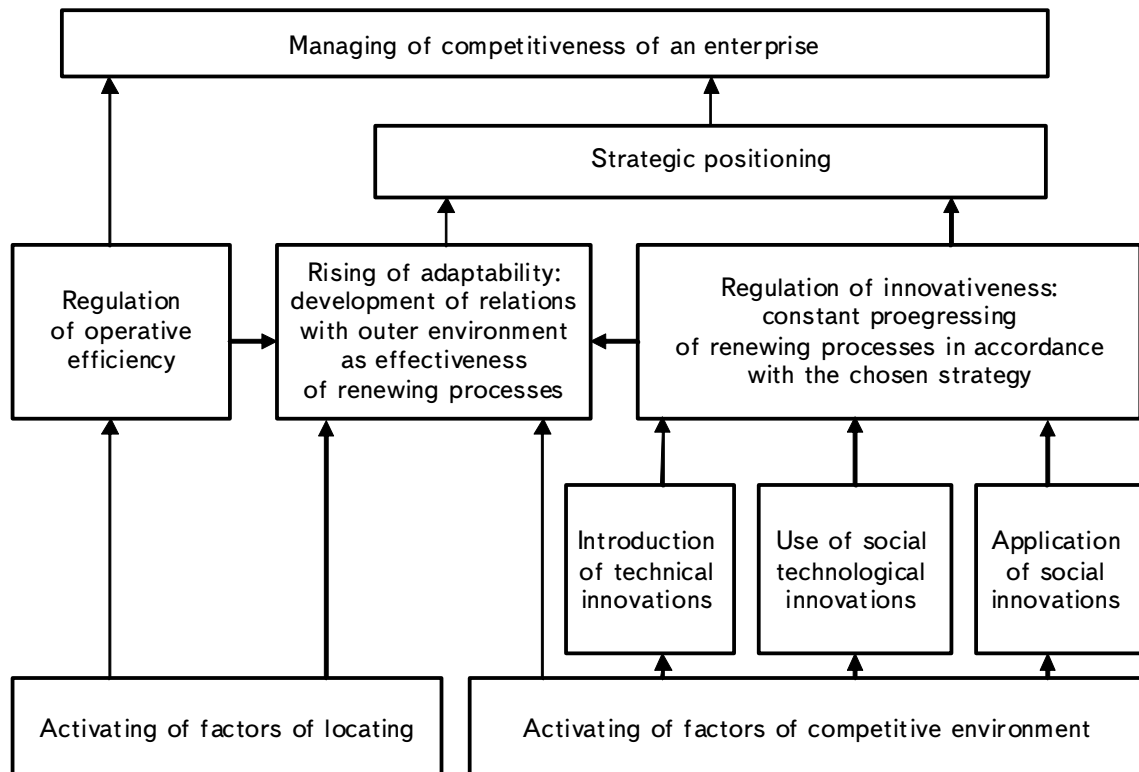 Managing of competitiveness of an enterprise
Strategic positioning
Regulation
of operative
efficiency
Rising of adaptability:
development of relations
with outer environment
as effectiveness
of renewing processes
Regulation of innovativeness:
constant proegressing
of renewing processes in accordance
with the chosen strategy
Introduction
of technical
innovations
Use of social
technological
innovations
Application
of social
innovations
Activating of factors of locating
Activating of factors of competitive environment